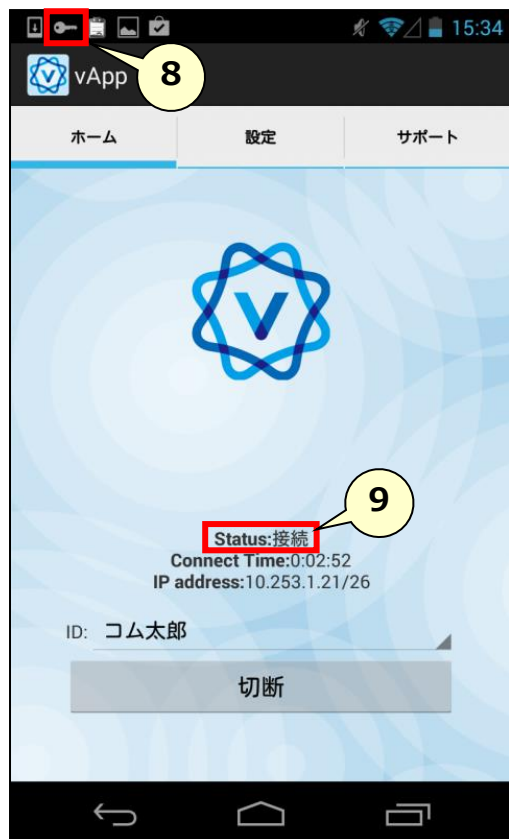 15:34
vApp
8
ホーム 設定 サポート
V
9
Status:接続
Connect Time:0:02:52
IP address:10.253.1.21/26
ID: コム太郎
切断